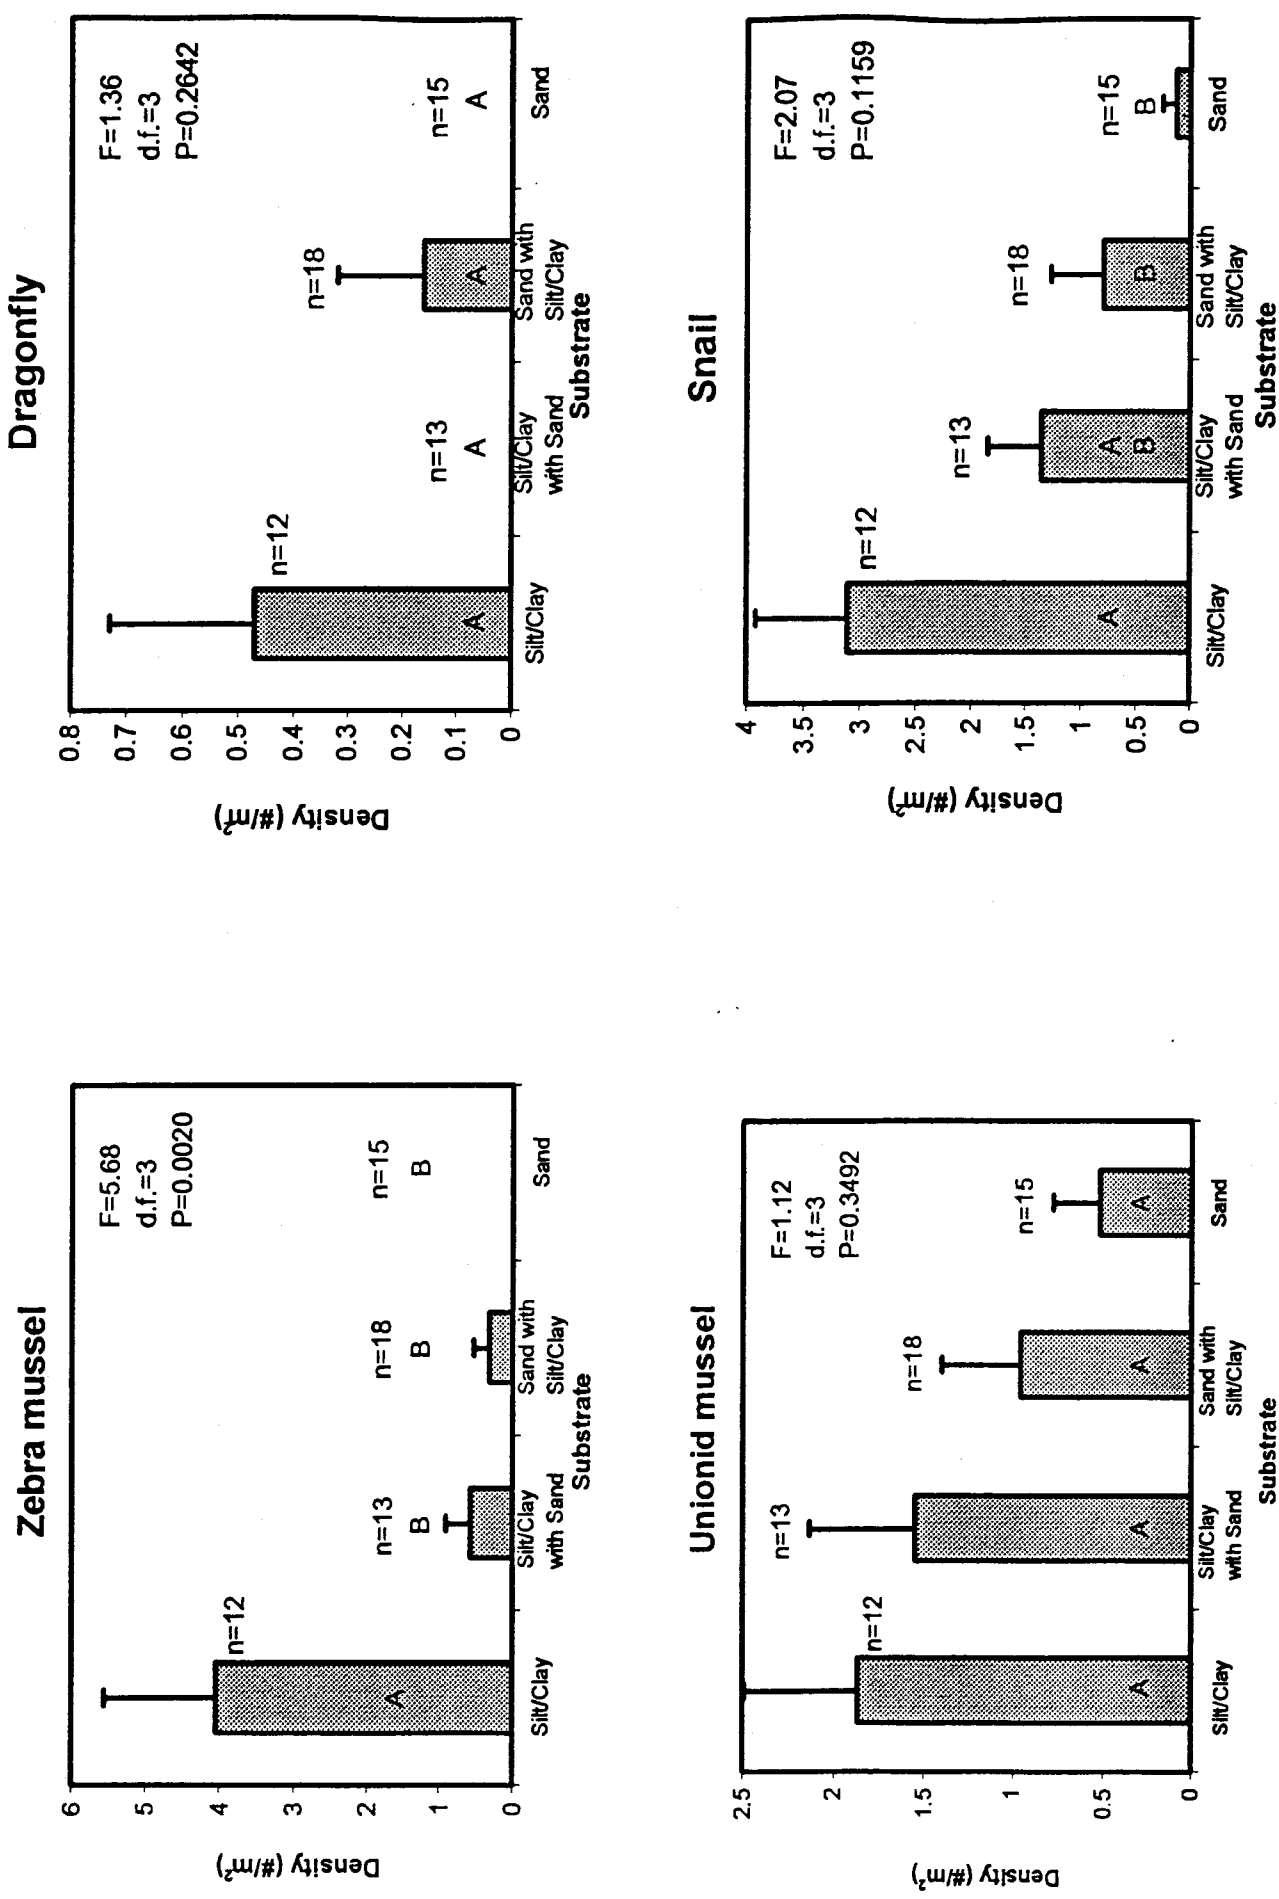 Zebra mussel
F=5.68
d.f.=3
P=0.0020
6
5
4
3
2
1
0
Density (#/m²)
n=12
n=13
n=18
n=15
A
B
B
B
Silt/Clay
Silt/Clay
with Sand
Sand with
Silt/Clay
Sand
Substrate
Dragonfly
F=1.36
d.f.=3
P=0.2642
0.8
0.7
0.6
0.5
0.4
0.3
0.2
0.1
0
Density (#/m²)
n=12
n=13
n=18
n=15
A
A
A
A
Silt/Clay
Silt/Clay
with Sand
Sand with
Silt/Clay
Sand
Substrate
Unionid mussel
F=1.12
d.f.=3
P=0.3492
2.5
2
1.5
1
0.5
0
Density (#/m²)
n=12
n=13
n=18
n=15
A
A
A
A
Silt/Clay
Silt/Clay
with Sand
Sand with
Silt/Clay
Sand
Substrate
Snail
F=2.07
d.f.=3
P=0.1159
4
3.5
3
2.5
2
1.5
1
0.5
0
Density (#/m²)
n=12
n=13
n=18
n=15
A
A
B
B
B
Silt/Clay
Silt/Clay
with Sand
Sand with
Silt/Clay
Sand
Substrate